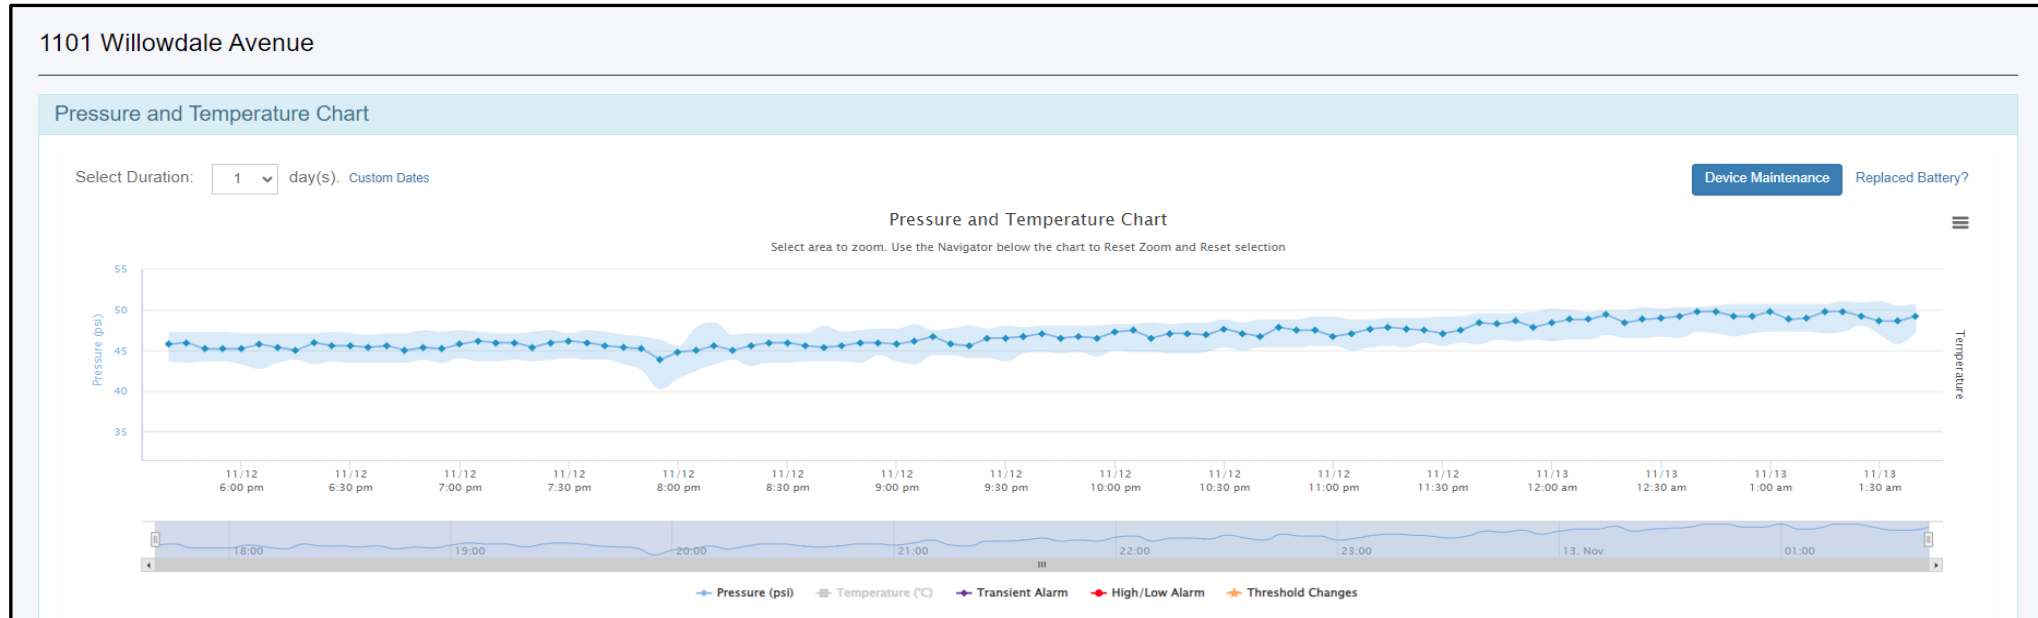 1101 Willowdale Avenue
Pressure and Temperature Chart
Select Duration: 1 day(s). Custom Dates
Device Maintenance Replaced Battery?
Pressure and Temperature Chart
Select area to zoom. Use the Navigator below the chart to Reset Zoom and Reset selection
Pressure (psi)
55
50
45
40
35
Temperature
11/12 11/12 11/12 11/12 11/12 11/12 11/12 11/12 11/12 11/12 11/12 11/12 11/13 11/13 11/13 11/13
6:00 pm 6:30 pm 7:00 pm 7:30 pm 8:00 pm 8:30 pm 9:00 pm 9:30 pm 10:00 pm 10:30 pm 11:00 pm 11:30 pm 12:00 am 12:30 am 1:00 am 1:30 am
18:00 19:00 20:00 21:00 22:00 23:00 13. Nov 01:00
Pressure (psi) Temperature (℃) Transient Alarm High/Low Alarm Threshold Changes